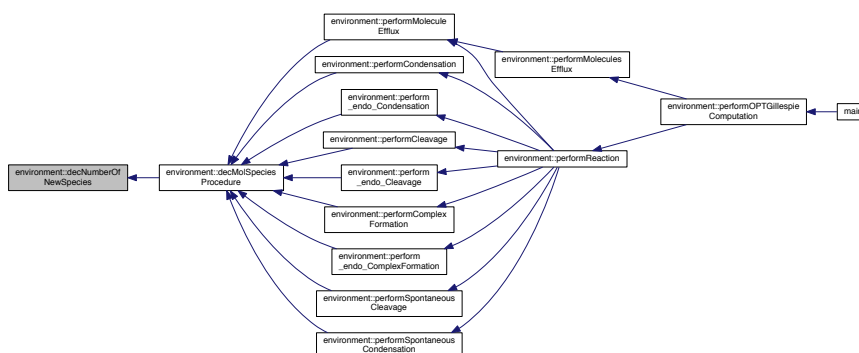 environment::performMolecule
Efflux
environment::performMolecules
Efflux
environment::performCondensation
environment::perform
_endo_Condensation
environment::performOPTGillespie
Computation
main
environment::performCleavage
environment::performReaction
environment::decNumberOf
NewSpecies
environment::decMolSpecies
Procedure
environment::perform
_endo_Cleavage
environment::performComplex
Formation
environment::perform
_endo_ComplexFormation
environment::performSpontaneous
Cleavage
environment::performSpontaneous
Condensation